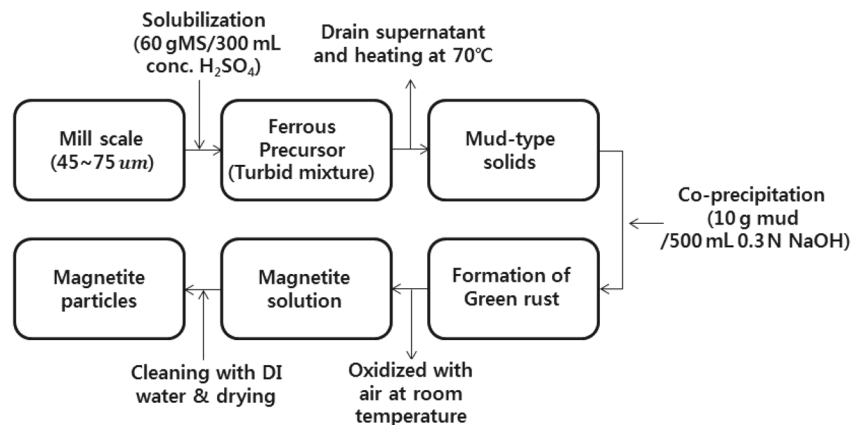 Solubilization
(60 gMS/300 mL
conc. H₂SO₄)
Drain supernatant
and heating at 70℃
Mill scale
(45~75 um)
Ferrous
Precursor
(Turbid mixture)
Mud-type
solids
Co-precipitation
(10 g mud
/500 mL 0.3 N NaOH)
Magnetite
particles
Magnetite
solution
Formation of
Green rust
Cleaning with DI
water & drying
Oxidized with
air at room
temperature